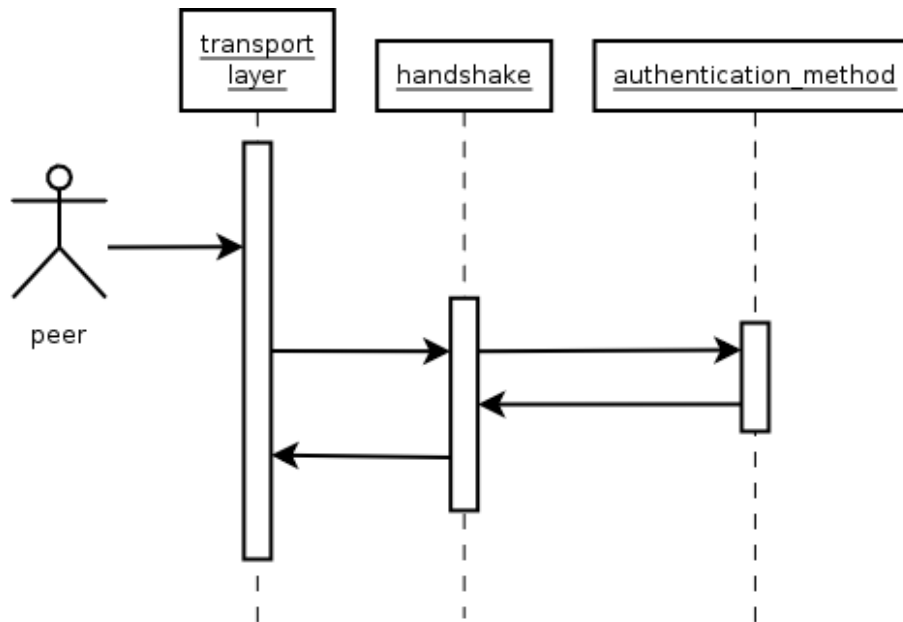 transport
layer
handshake
authentication_method
peer